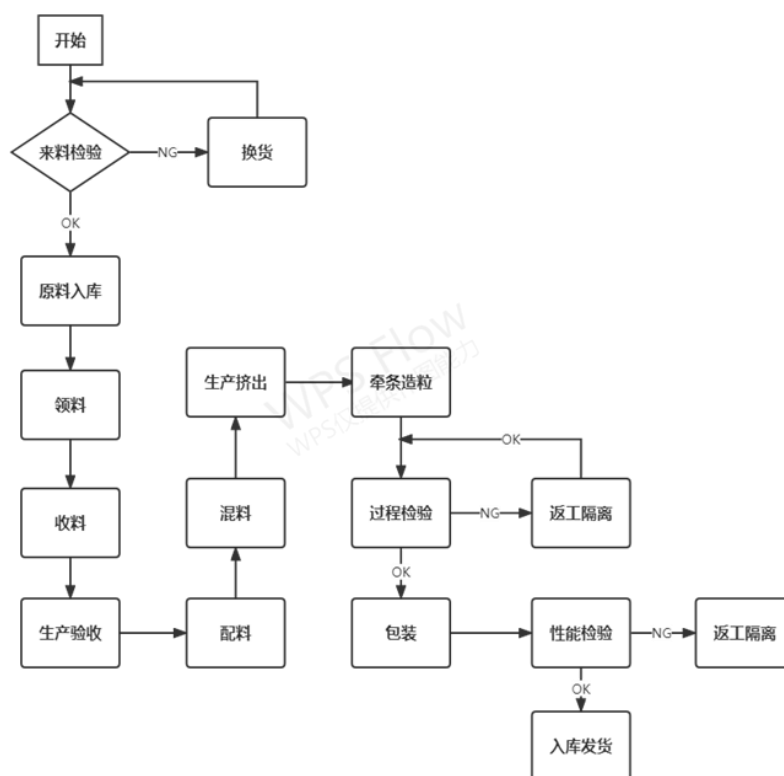 开始
来料检验
NG
换货
OK
原料入库
领料
收料
生产验收
配料
混料
生产挤出
牵条造粒
OK
过程检验
NG
返工隔离
OK
包装
性能检验
NG
返工隔离
OK
入库发货
WPS Flow